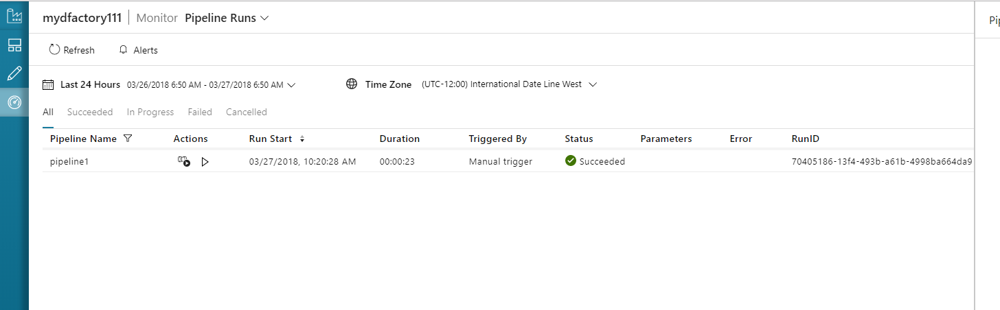 mydfactory111 Monitor Pipeline Runs
Refresh Alerts
Last 24 Hours 03/26/2018 6:50 AM - 03/27/2018 6:50 AM Time Zone (UTC-12:00) International Date Line West
All Succeeded In Progress Failed Cancelled
Pipeline Name Actions Run Start Duration Triggered By Status Parameters Error RunID
pipeline1 03/27/2018, 10:20:28 AM 00:00:23 Manual trigger Succeeded 70405186-13f4-493b-a61b-4998ba664da9